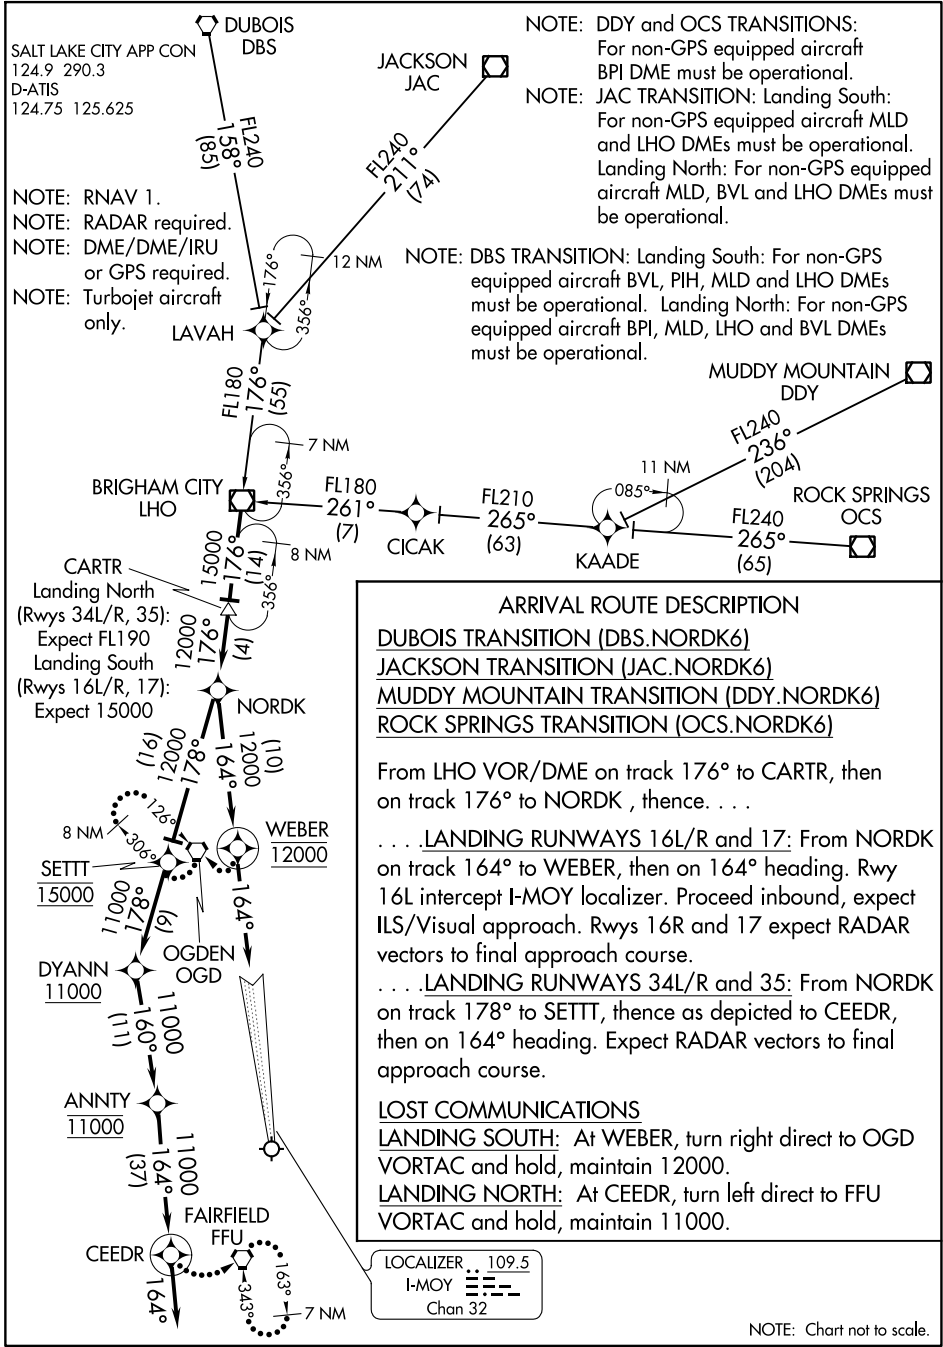 DUBOIS
DBS
SALT LAKE CITY APP CON
124.9 290.3
D-ATIS
124.75 125.625
JACKSON
JAC
NOTE: DDY and OCS TRANSITIONS:
For non-GPS equipped aircraft
BPI DME must be operational.
NOTE: JAC TRANSITION: Landing South:
For non-GPS equipped aircraft MLD
and LHO DMEs must be operational.
Landing North: For non-GPS equipped
aircraft MLD, BVL and LHO DMEs must
be operational.
FL240
158°
(85)
FL240
211°
(74)
NOTE: RNAV 1.
NOTE: RADAR required.
NOTE: DME/DME/IRU
or GPS required.
NOTE: Turbojet aircraft
only.
NOTE: DBS TRANSITION: Landing South: For non-GPS
equipped aircraft BVL, PIH, MLD and LHO DMEs
must be operational. Landing North: For non-GPS
equipped aircraft BPI, MLD, LHO and BVL DMEs
must be operational.
176°
12 NM
356°
LAVAH
FL180
176°
(55)
MUDDY MOUNTAIN
DDY
FL240
236°
(204)
7 NM
356°
BRIGHAM CITY
LHO
FL180
261°
(7)
CICAK
FL210
265°
(63)
11 NM
085°
KAADE
FL240
265°
(65)
ROCK SPRINGS
OCS
15000
176°
(14)
8 NM
356°
CARTR
Landing North
(Rwys 34L/R, 35):
Expect FL190
Landing South
(Rwys 16L/R, 17):
Expect 15000
12000
176°
(4)
NORDK
(16)
12000
178°
(10)
12000
164°
126°
8 NM
306°
SETTT
15000
WEBER
12000
OGDEN
OGD
164°
11000
178°
(9)
DYANN
11000
11000
160°
(11)
ANNTY
11000
11000
164°
(37)
CEEDR
164°
FAIRFIELD
FFU
163°
343°
7 NM
LOCALIZER 109.5
I-MOY
Chan 32
ARRIVAL ROUTE DESCRIPTION
DUBOIS TRANSITION (DBS.NORDK6)
JACKSON TRANSITION (JAC.NORDK6)
MUDDY MOUNTAIN TRANSITION (DDY.NORDK6)
ROCK SPRINGS TRANSITION (OCS.NORDK6)
From LHO VOR/DME on track 176° to CARTR, then
on track 176° to NORDK , thence. . . .
. . . .LANDING RUNWAYS 16L/R and 17: From NORDK
on track 164° to WEBER, then on 164° heading. Rwy
16L intercept I-MOY localizer. Proceed inbound, expect
ILS/Visual approach. Rwys 16R and 17 expect RADAR
vectors to final approach course.
. . . .LANDING RUNWAYS 34L/R and 35: From NORDK
on track 178° to SETTT, thence as depicted to CEEDR,
then on 164° heading. Expect RADAR vectors to final
approach course.
LOST COMMUNICATIONS
LANDING SOUTH: At WEBER, turn right direct to OGD
VORTAC and hold, maintain 12000.
LANDING NORTH: At CEEDR, turn left direct to FFU
VORTAC and hold, maintain 11000.
NOTE: Chart not to scale.